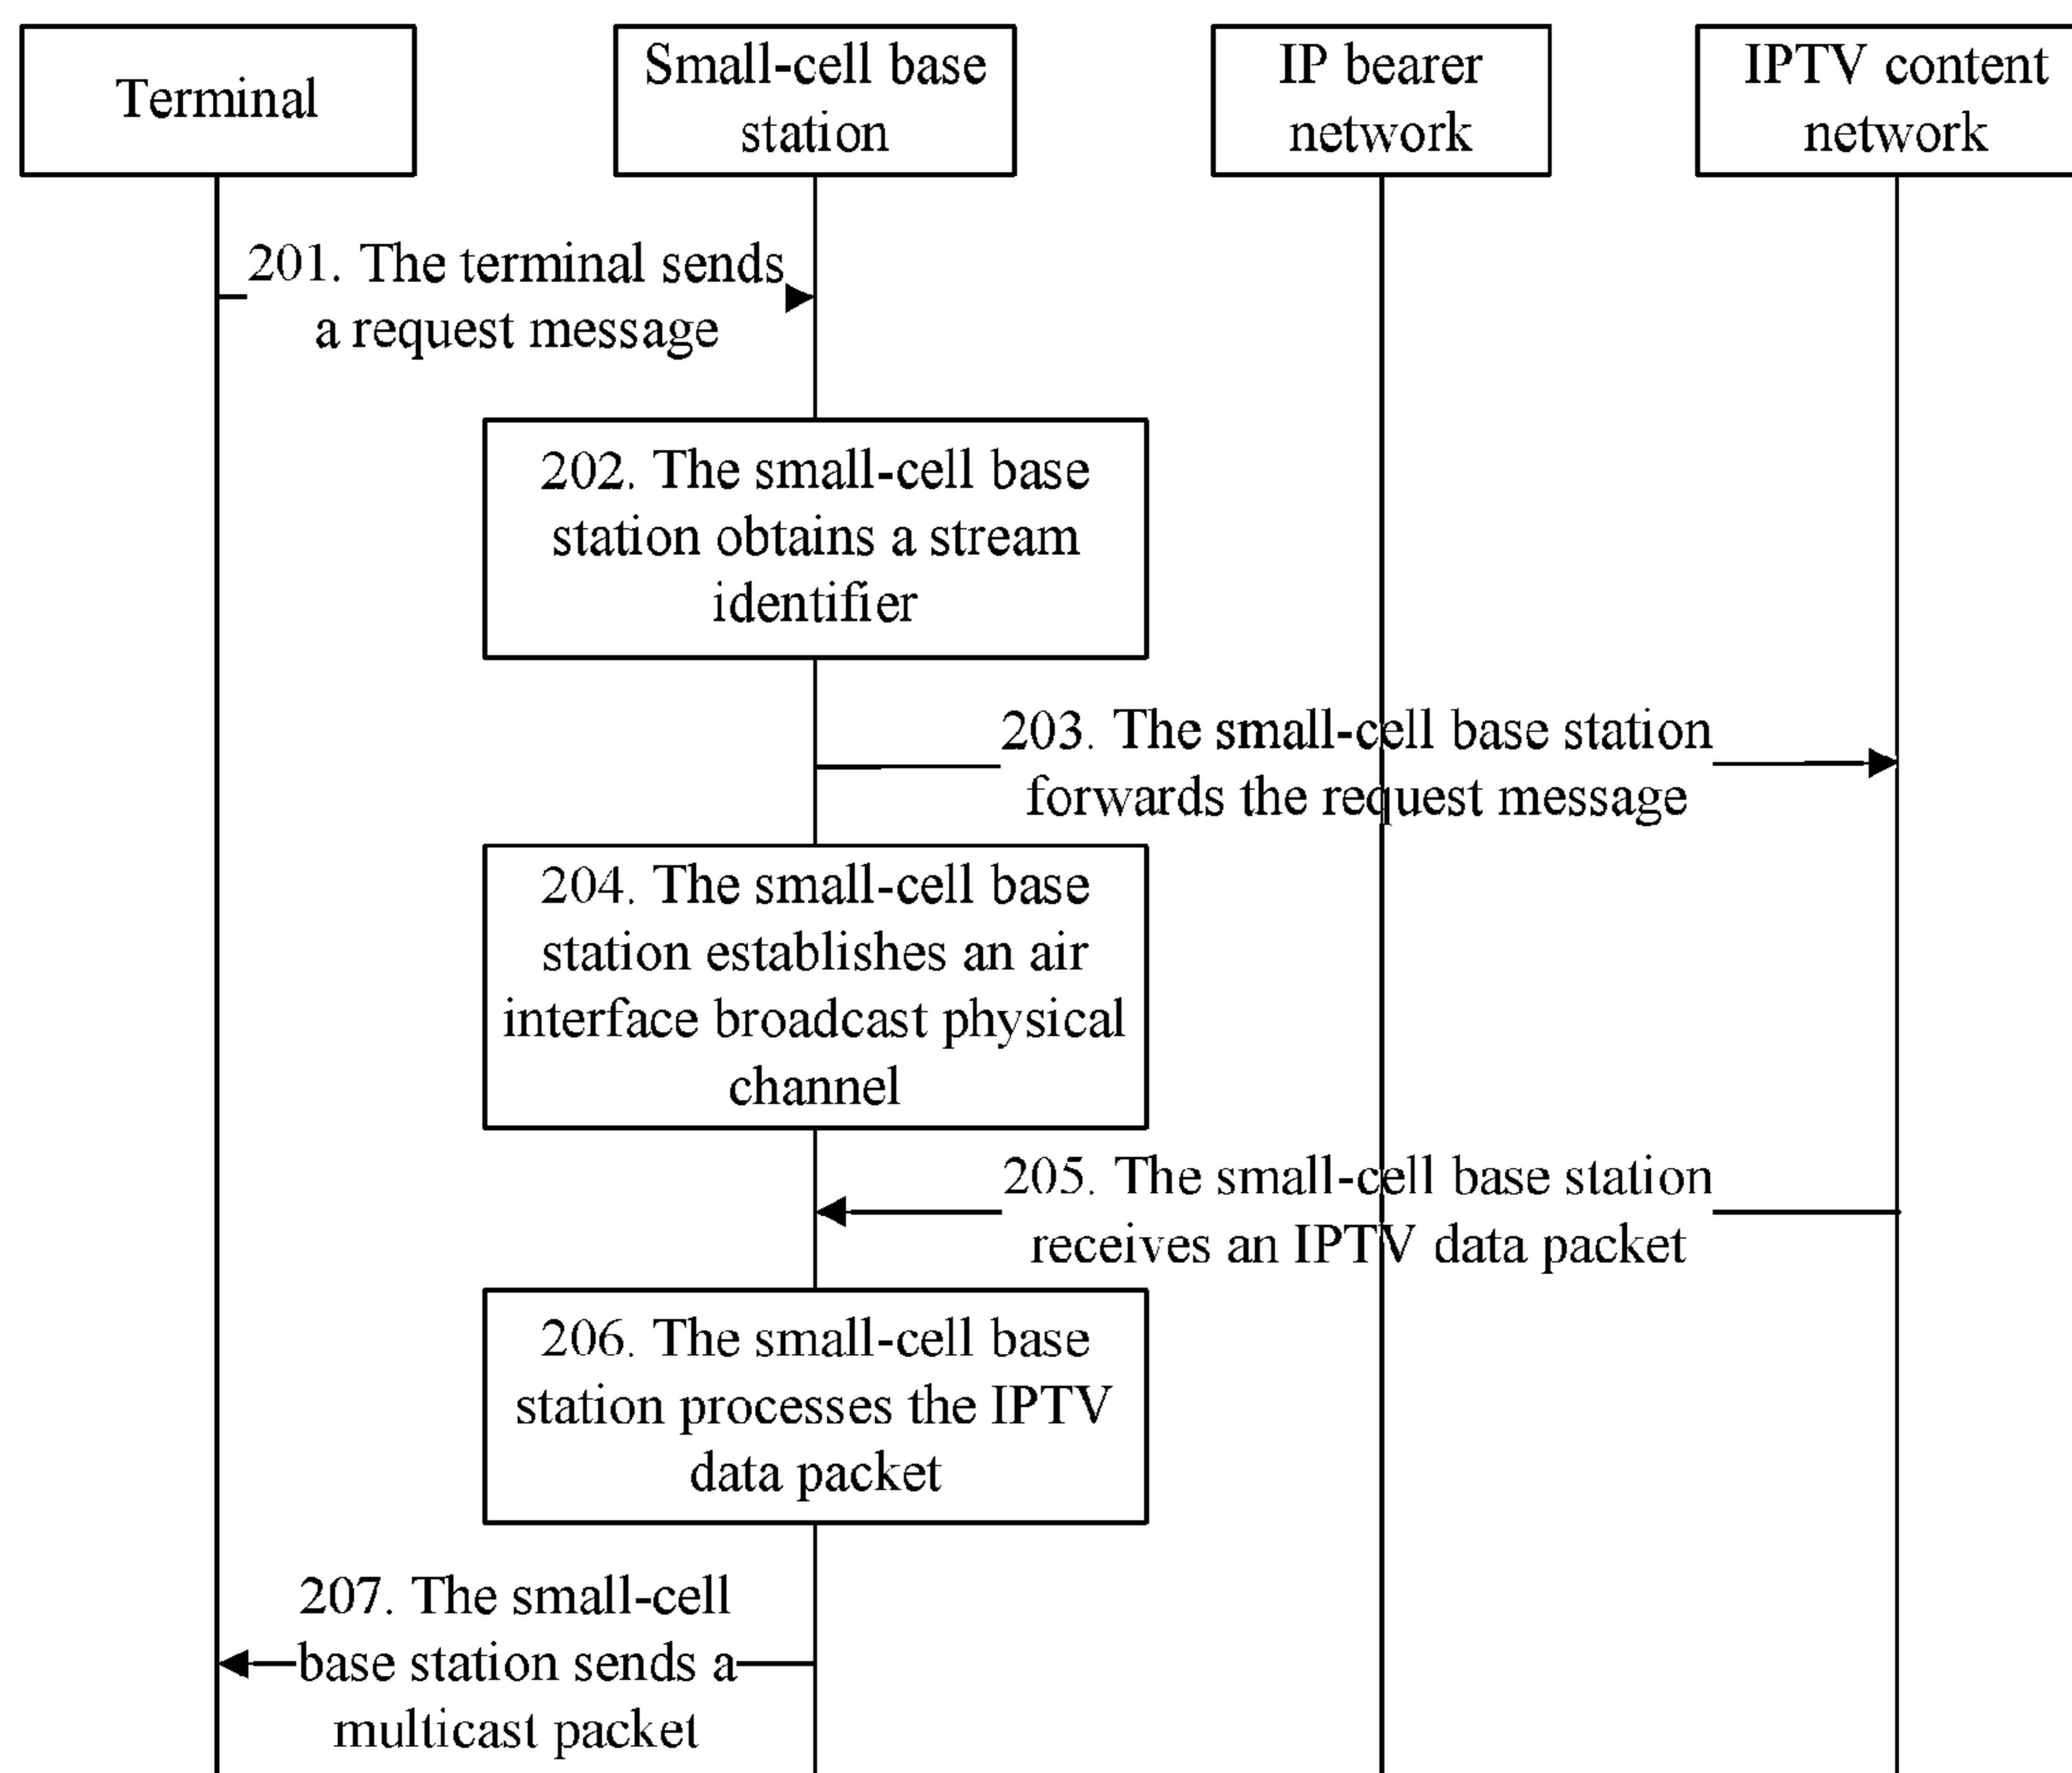 Terminal
Small-cell base
station
IP bearer
network
IPTV content
network
201. The terminal sends
a request message
202. The small-cell base
station obtains a stream
identifier
203. The small-cell base station
forwards the request message
204. The small-cell base
station establishes an air
interface broadcast physical
channel
205. The small-cell base station
receives an IPTV data packet
206. The small-cell base
station processes the IPTV
data packet
207. The small-cell
base station sends a
multicast packet